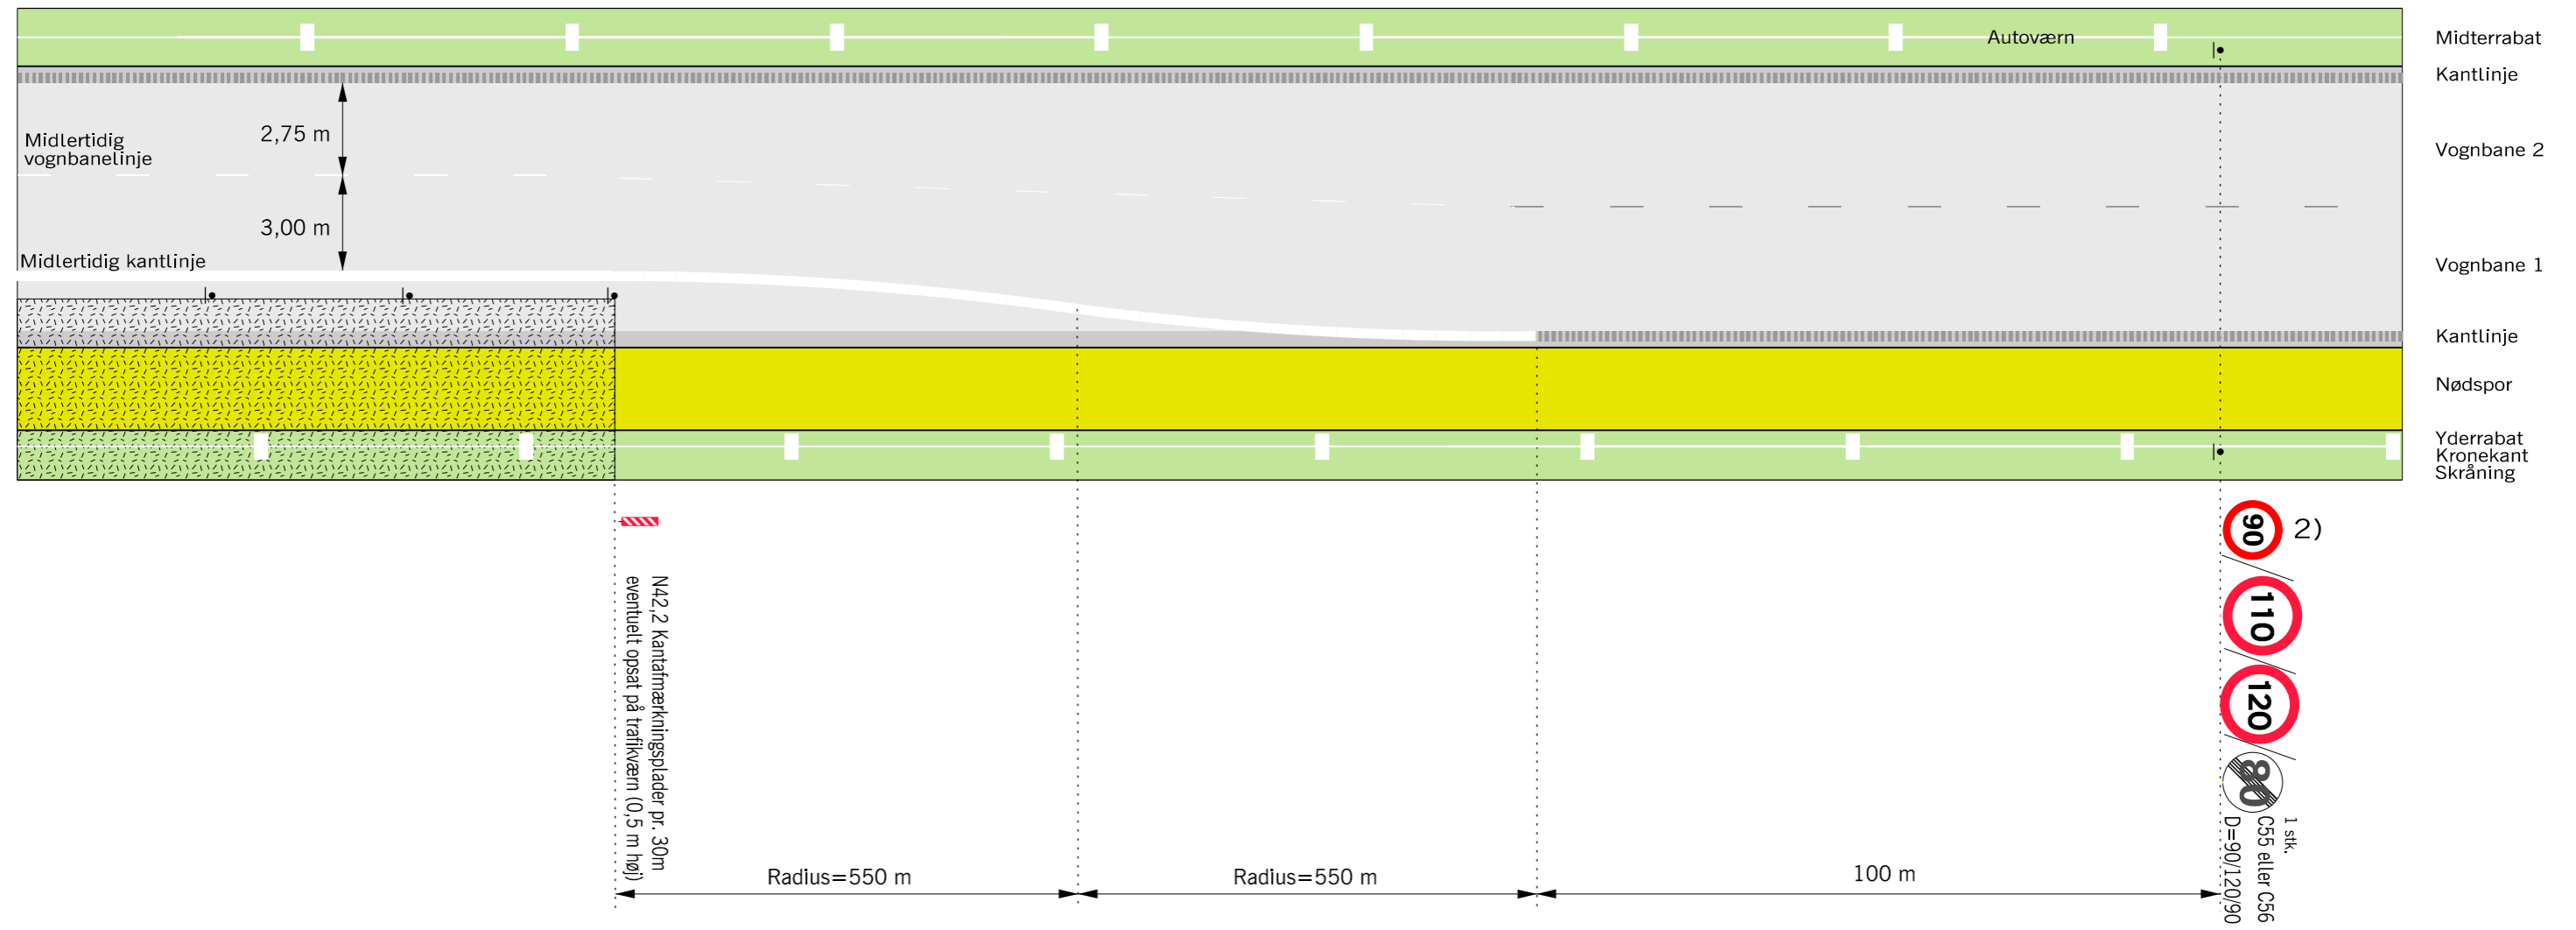 Autoværn
Midterrabat
Kantlinje
2,75 m
Midlertidig
vognbanelinje
Vognbane 2
3,00 m
Midlertidig kantlinje
Vognbane 1
Kantlinje
Nødspor
Yderrabat
Kronekant
Skråning
90
2)
110
120
80
N42,2 Kantafmærkningsplader pr. 30m
eventuelt opsat på trafikværn (0,5 m høj)
1 stk.
C55 eller C56
D=90/120/90
Radius=550 m
Radius=550 m
100 m